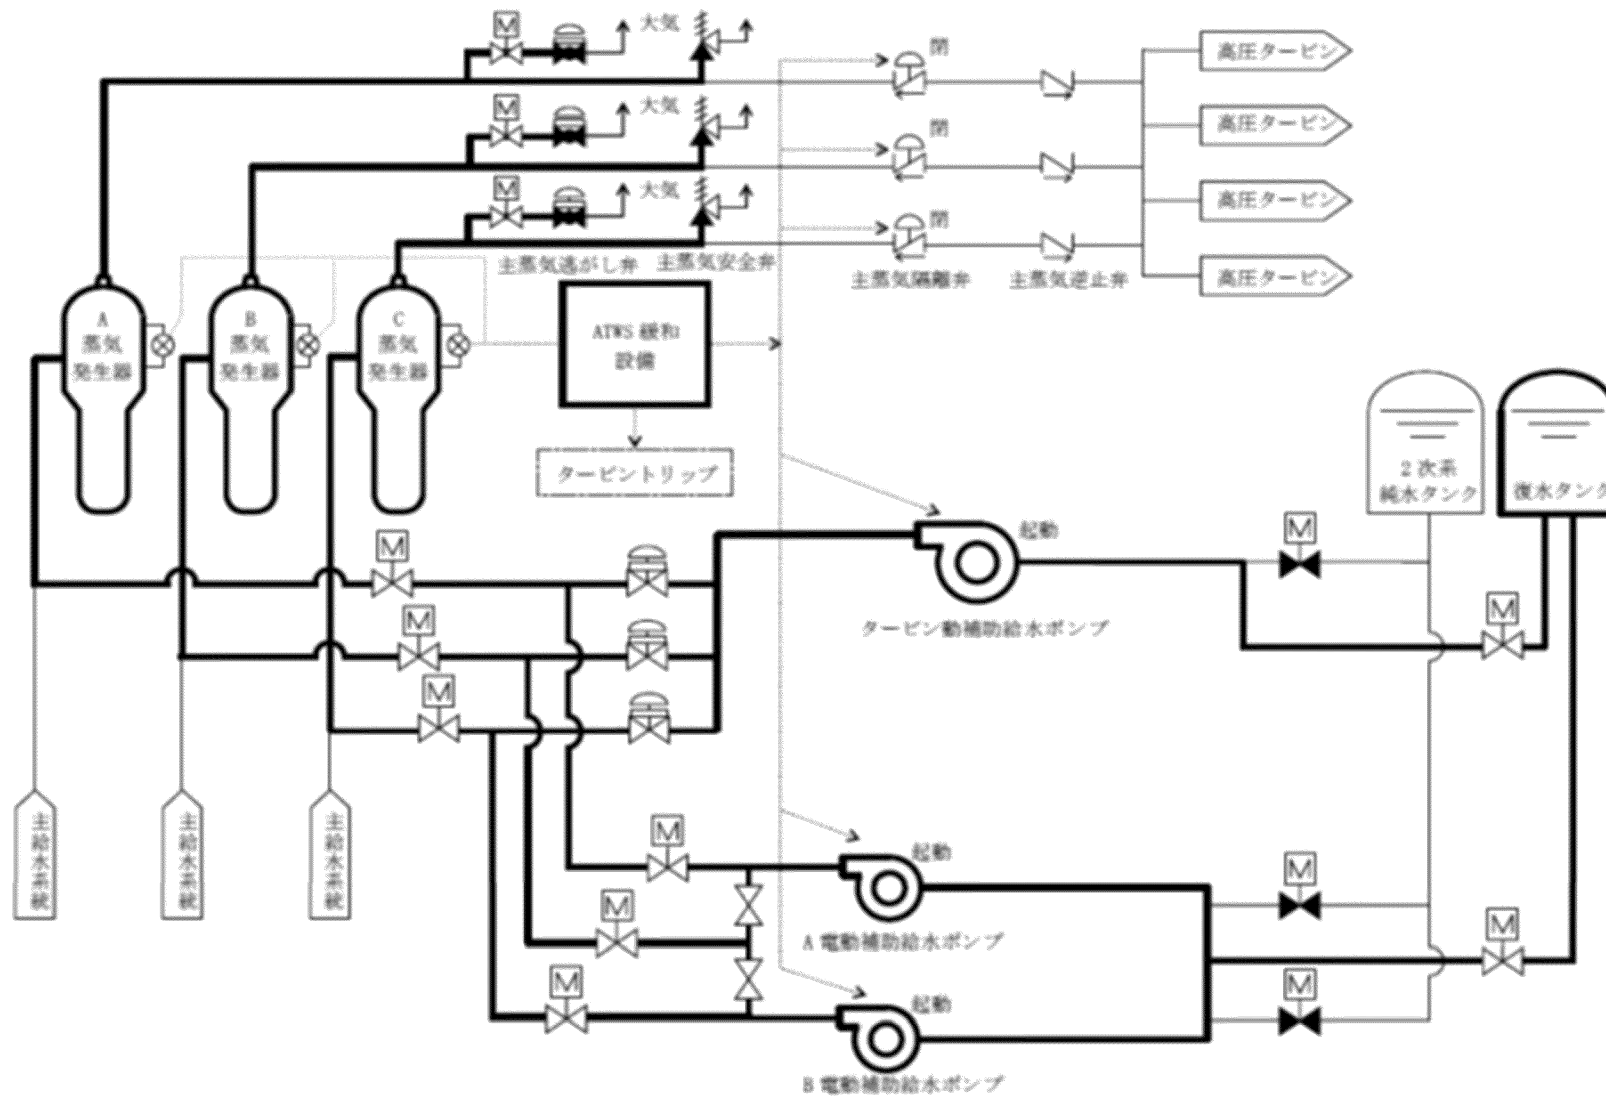 M
大気
閉
高圧タービン
M
大気
閉
高圧タービン
M
大気
閉
高圧タービン
高圧タービン
主蒸気逃がし弁
主蒸気安全弁
主蒸気隔離弁
主蒸気逆止弁
A
蒸気
発生器
B
蒸気
発生器
C
蒸気
発生器
ATWS緩和
設備
タービントリップ
2次系
純水タンク
復水タンク
M
起動
M
M
M
M
タービン動補助給水ポンプ
主給水系統
主給水系統
主給水系統
M
起動
M
M
M
A電動補助給水ポンプ
M
起動
M
B電動補助給水ポンプ